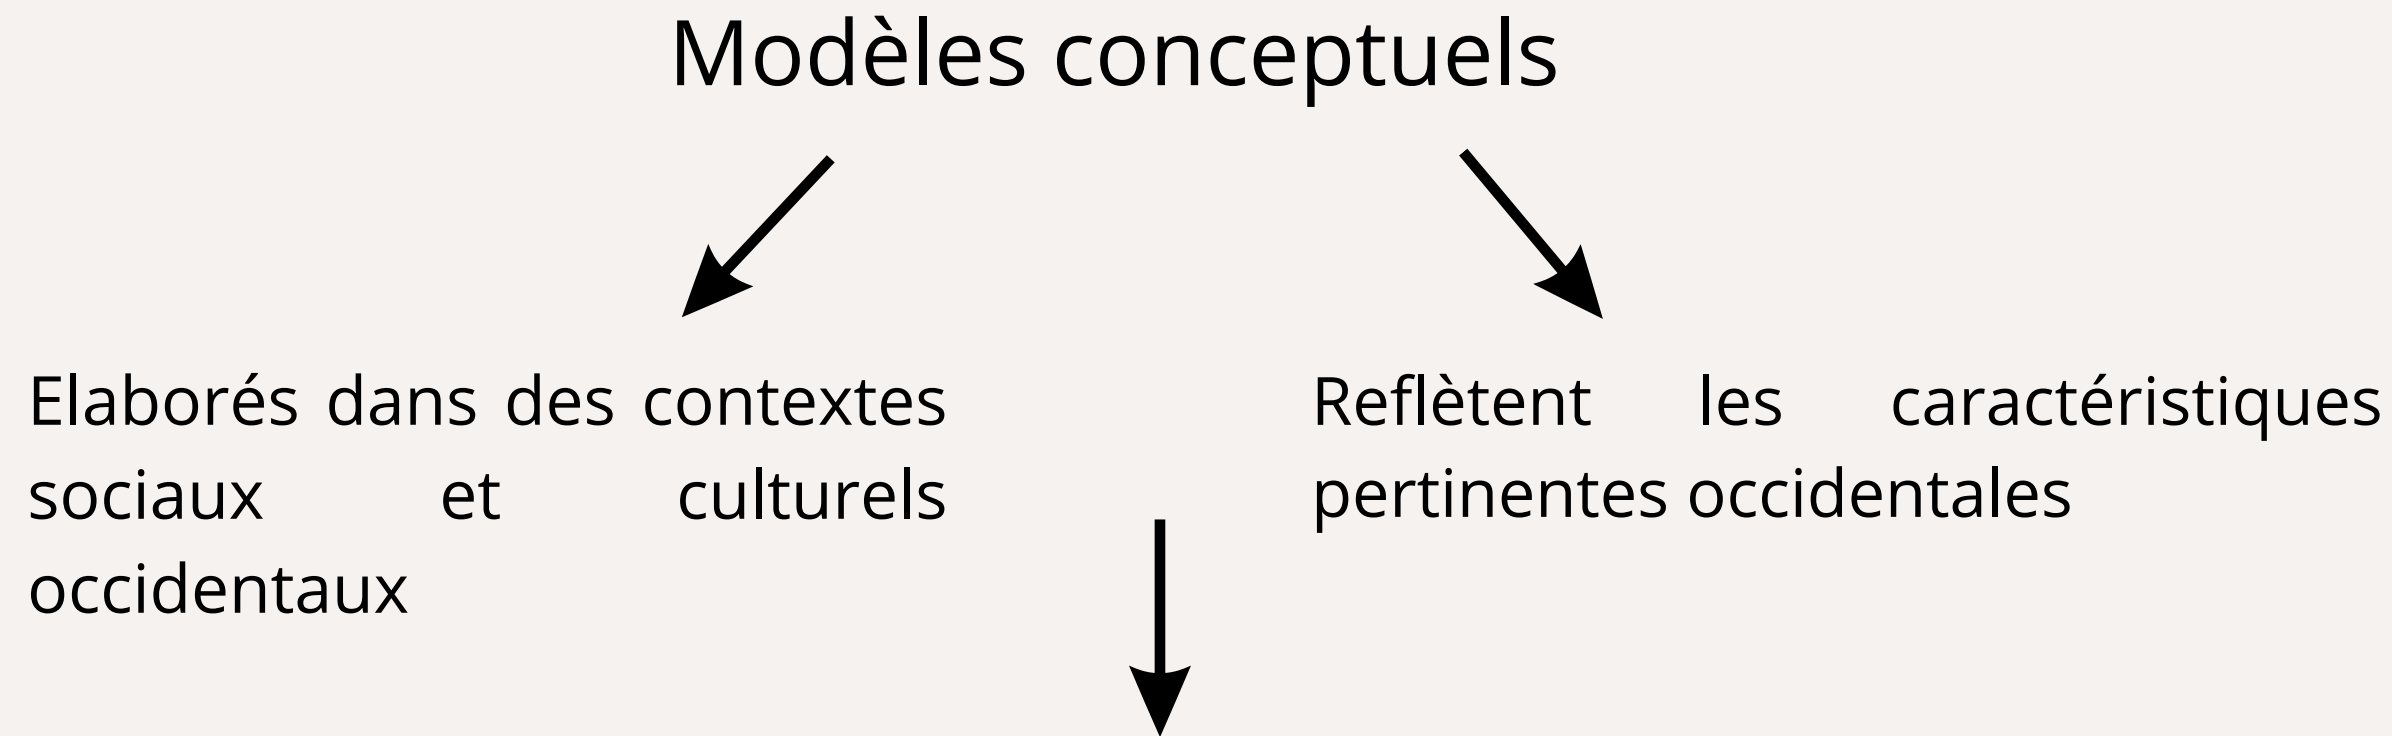 Modèles conceptuels
Elaborés dans des contextes
sociaux et culturels
occidentaux
Reflètent les caractéristiques
pertinentes occidentales